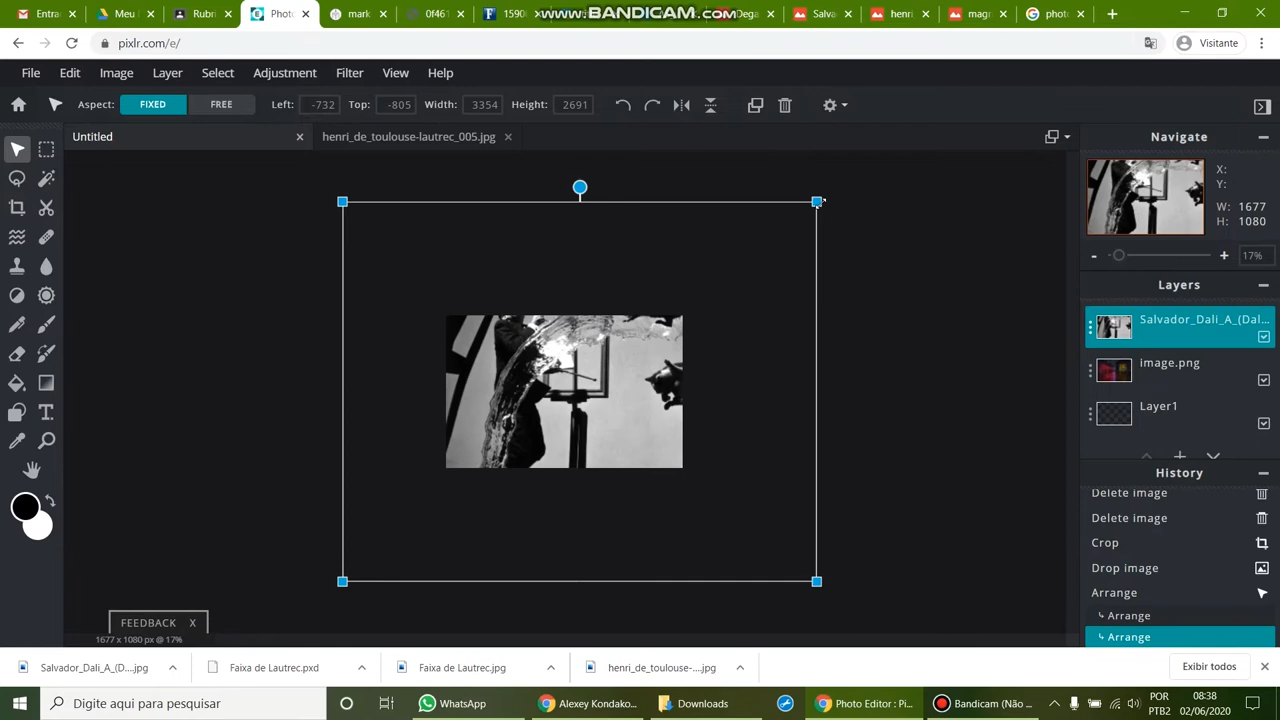 Entrac
Meu
Rubri
Photo
mark
0f461
1590
www.BANDICAM.com
Dega
Salva
henri
magr
photo
pixlr.com/e/
Visitante
File Edit Image Layer Select Adjustment Filter View Help
Aspect: FIXED FREE Left: -732 Top: -805 Width: 3354 Height: 2691
Untitled
henri_de_toulouse-lautrec_005.jpg
Navigate
X:
Y:
W: 1677
H: 1080
- + 17%
Layers
Salvador_Dali_A_(Dal...
image.png
Layer1
History
Delete image
Delete image
Crop
Drop image
Arrange
Arrange
Arrange
FEEDBACK X
1677 x 1080 px @ 17%
Salvador_Dali_A_(D....jpg
Faixa de Lautrec.pxd
Faixa de Lautrec.jpg
henri_de_toulouse-....jpg
Exibir todos
Digite aqui para pesquisar
WhatsApp
Alexey Kondako...
Downloads
Photo Editor : Pi...
Bandicam (Não ...
POR
PTB2
08:38
02/06/2020